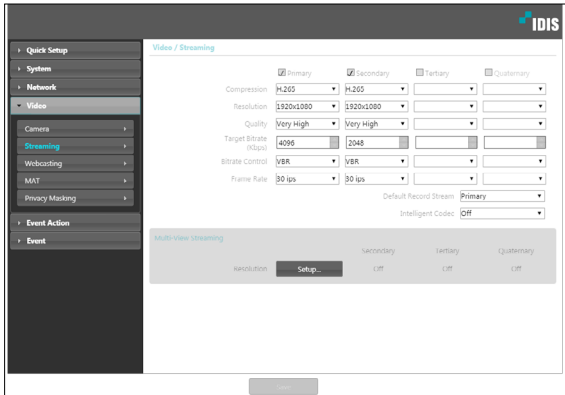 IDIS
Quick Setup
System
Network
Video
Camera
Streaming
Webcasting
MAT
Privacy Masking
Event Action
Event
Video / Streaming
Primary Secondary Tertiary Quaternary
Compression H.265 H.265
Resolution 1920x1080 1920x1080
Quality Very High Very High
Target Bitrate
(Kbps) 4096 2048
Bitrate Control VBR VBR
Frame Rate 30 ips 30 ips
Default Record Stream Primary
Intelligent Codec Off
Multi-View Streaming
Secondary Tertiary Quaternary
Resolution Setup... Off Off Off
Save